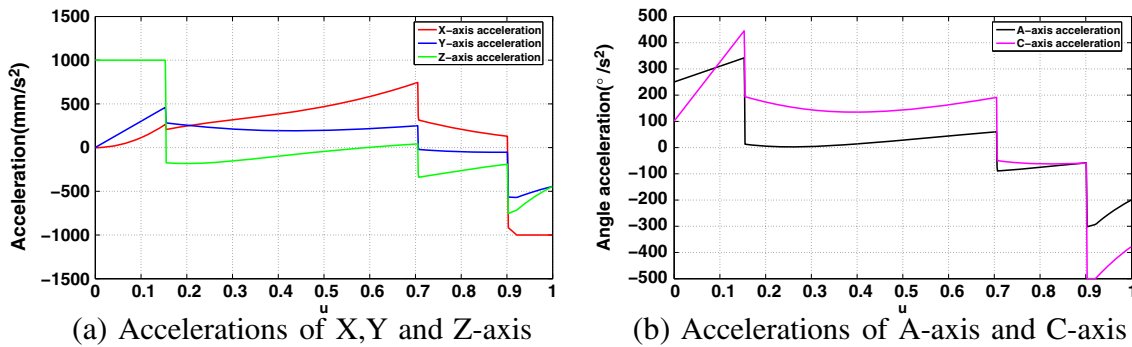 1500
1000
500
0
−500
−1000
−1500
Acceleration(mm/s²)
X−axis acceleration
Y−axis acceleration
Z−axis acceleration
0 0.1 0.2 0.3 0.4 0.5 0.6 0.7 0.8 0.9 1
u
(a) Accelerations of X,Y and Z-axis
500
400
300
200
100
0
−100
−200
−300
−400
−500
Angle acceleration(° /s²)
A−axis acceleration
C−axis acceleration
0 0.1 0.2 0.3 0.4 0.5 0.6 0.7 0.8 0.9 1
u
(b) Accelerations of A-axis and C-axis